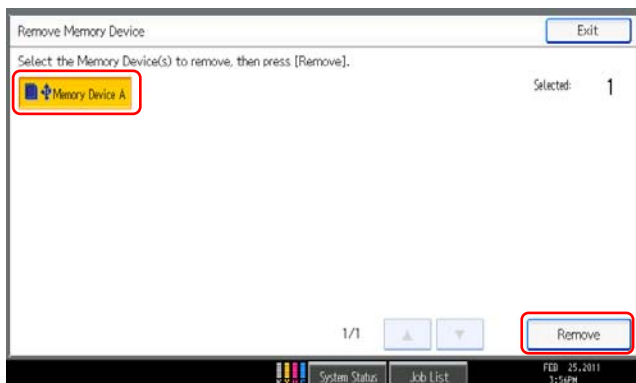 Remove Memory Device
Exit
Select the Memory Device(s) to remove, then press [Remove].
Memory Device A
Selected: 1
1/1
Remove
System Status
Job List
FEB 25,2011
3:56PM